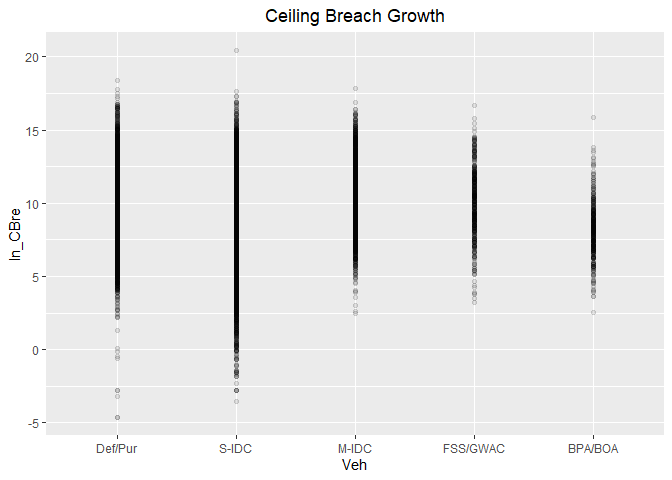 Ceiling Breach Growth
ln_CBre
20
15
10
5
0
-5
Def/Pur S-IDC M-IDC FSS/GWAC BPA/BOA
Veh